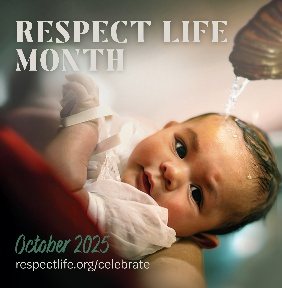 RESPECT LIFE
MONTH
October 2025
respectlife.org/celebrate